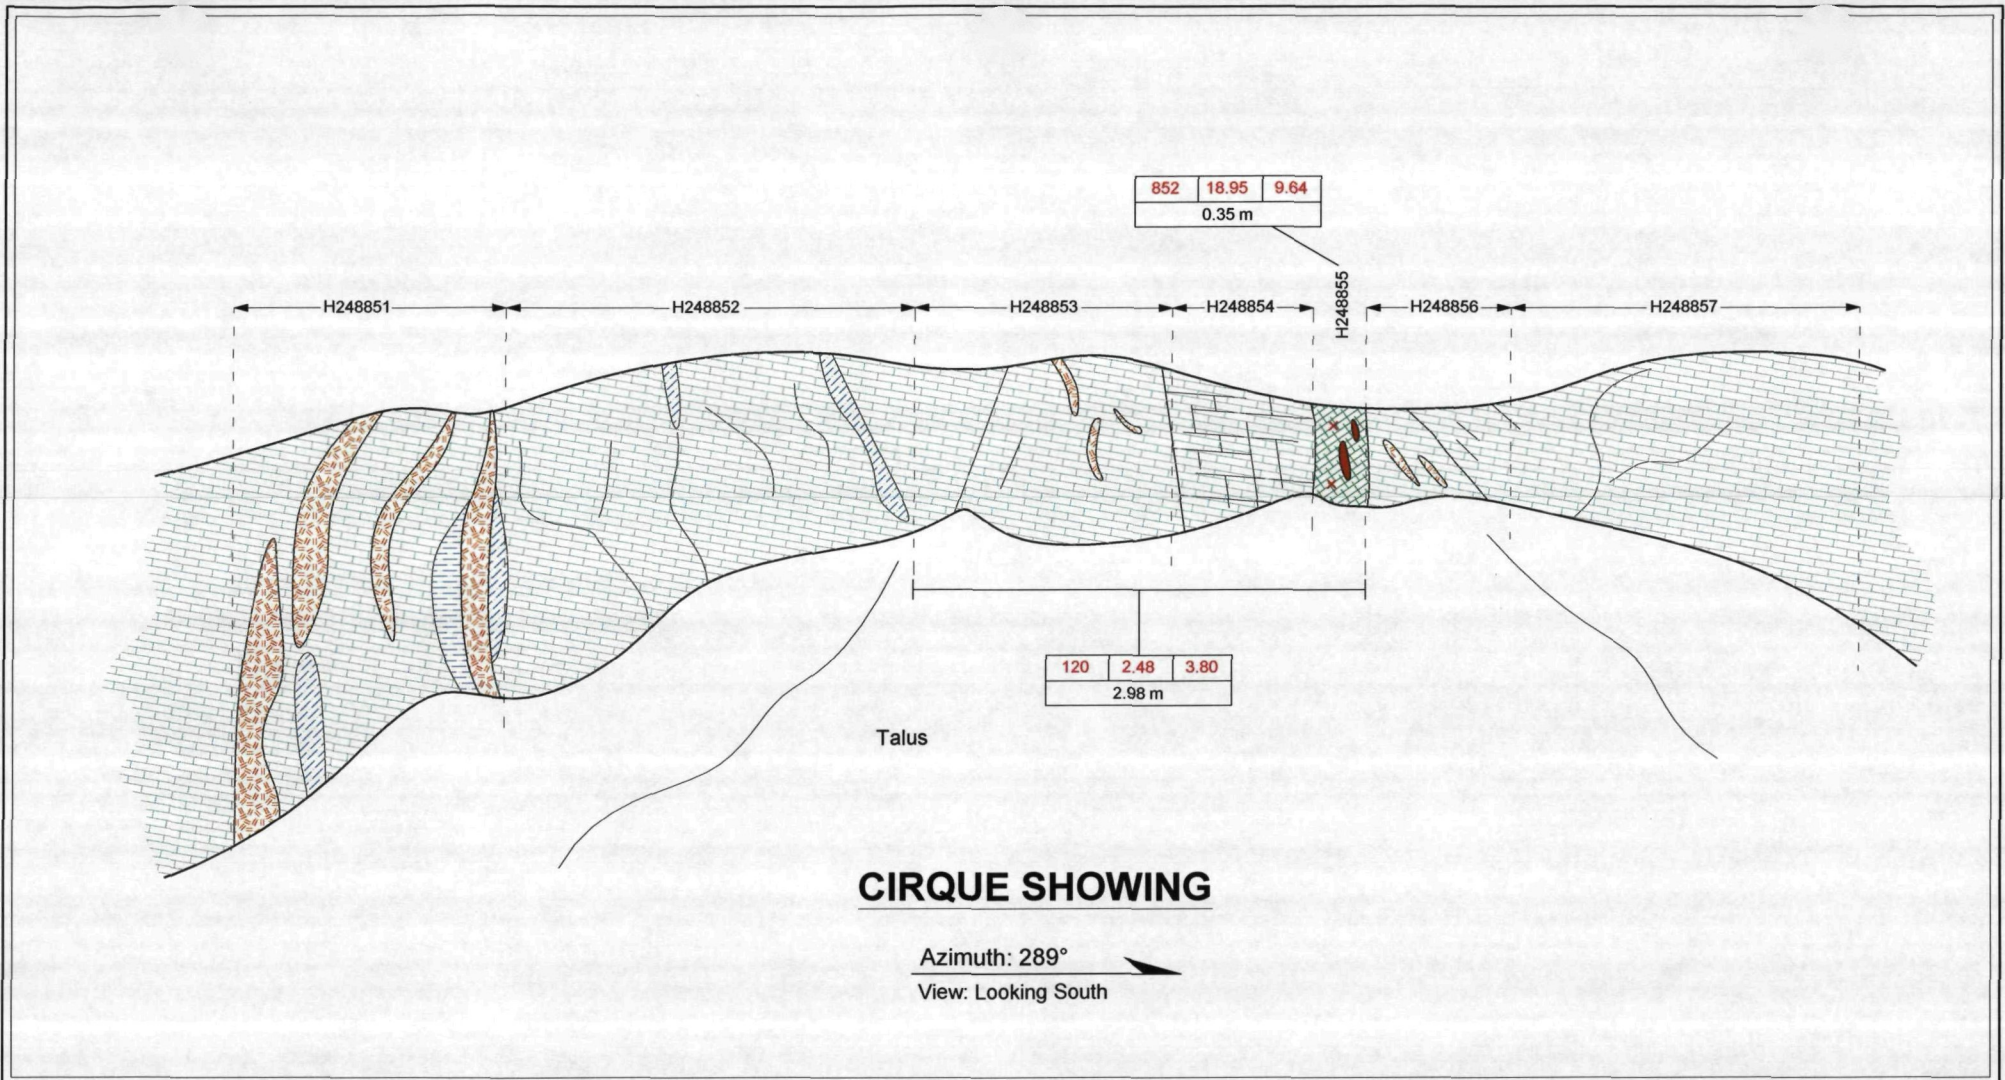 852 18.95 9.64
0.35 m
H248851 H248852 H248853 H248854 H248855 H248856 H248857
120 2.48 3.80
2.98 m
Talus
CIRQUE SHOWING
Azimuth: 289°
View: Looking South